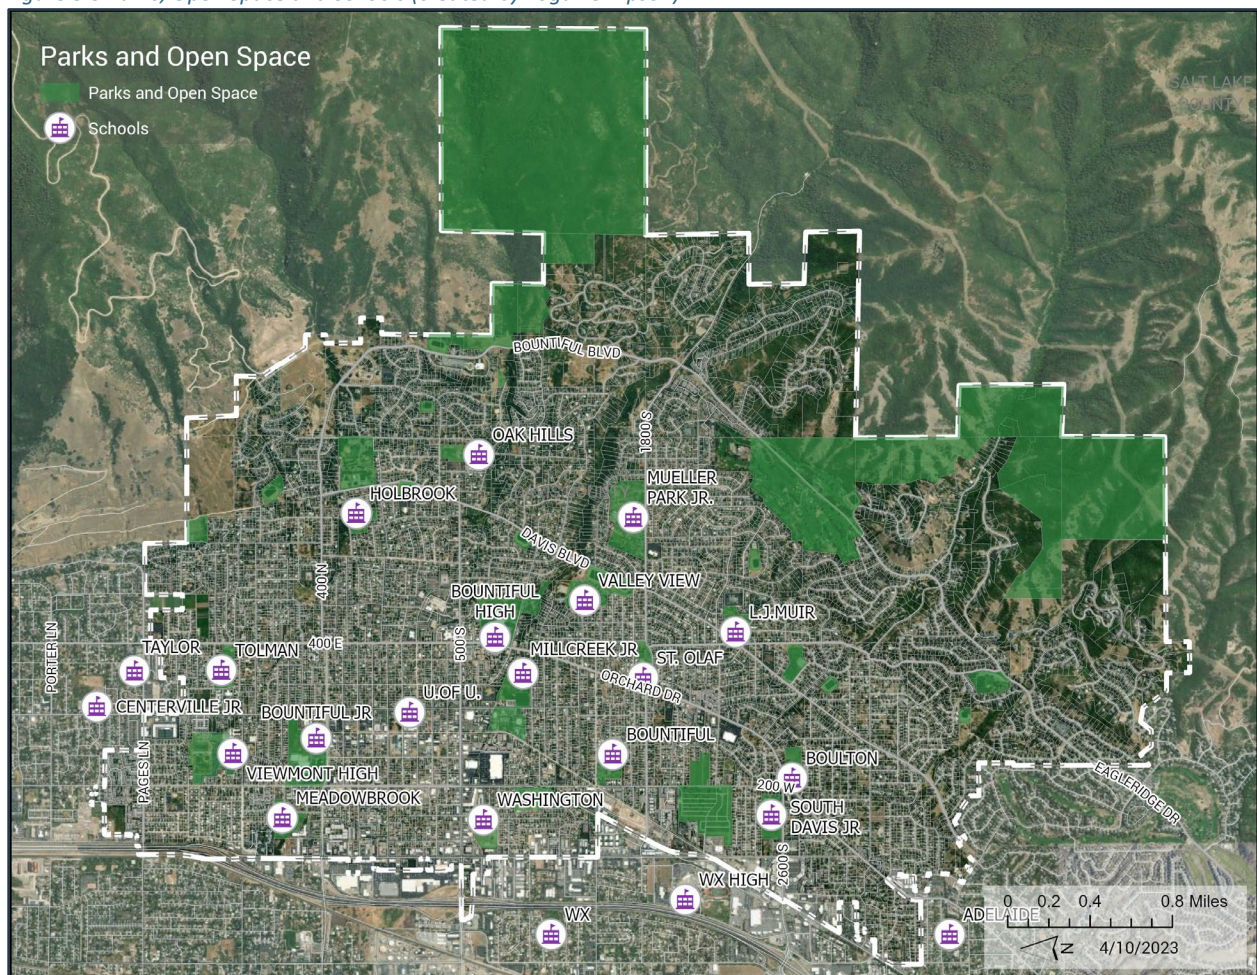 Parks and Open Space
Parks and Open Space
Schools
SALT LAKE
COUNTY
BOUNTIFUL BLVD
1800 S
OAK HILLS
MUELLER
PARK JR.
HOLBROOK
DAVIS BLVD
400 N
VALLEY VIEW
BOUNTIFUL
HIGH
L.J.MUIR
500 S
PORTER LN
TAYLOR
TOLMAN
400 E
MILLCREEK JR
ST. OLAF
ORCHARD DR
CENTERVILLE JR
U.OF U.
BOUNTIFUL JR
BOUNTIFUL
PAGES LN
VIEWMONT HIGH
BOULTON
200 W
EAGLERIDGE DR
MEADOWBROOK
WASHINGTON
SOUTH
DAVIS JR
2600 S
WX HIGH
WX
ADELAIDE
0 0.2 0.4 0.8 Miles
N 4/10/2023